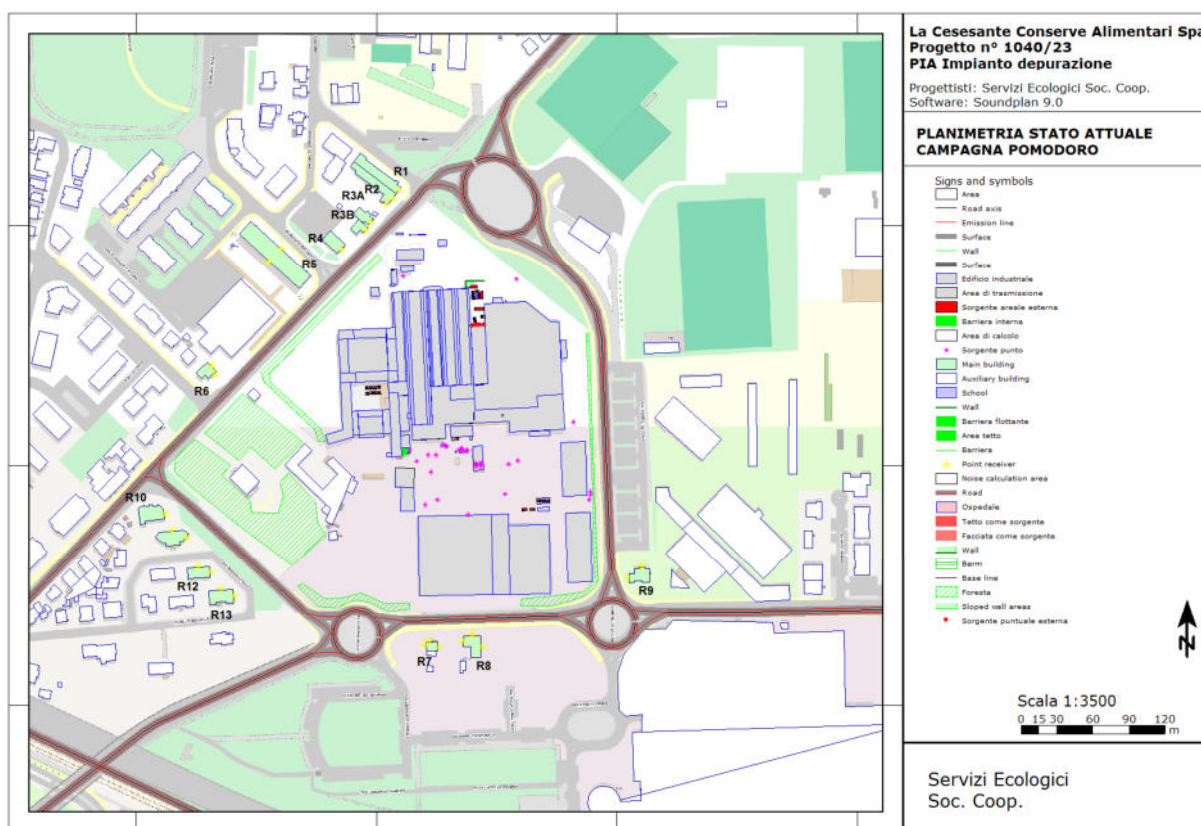 La Cesesante Conserve Alimentari Spa
Progetto n° 1040/23
PIA Impianto depurazione
Progettisti: Servizi Ecologici Soc. Coop.
Software: Soundplan 9.0
PLANIMETRIA STATO ATTUALE
CAMPAGNA POMODORO
Signs and symbols
Area
Road axis
Emission line
Surface
Wall
Surface
Edificio industriale
Area di trasmissione
Sorgente areale esterna
Barriera interna
Area di calcolo
Sorgente punto
Main building
Auxiliary building
School
Wall
Barriera flottante
Area tetto
Barriera
Point receiver
Noise calculation area
Road
Ospedale
Tetto come sorgente
Facciata come sorgente
Wall
Berm
Base line
Foresta
Sloped wall areas
Sorgente puntuale esterna
N
Scala 1:3500
0 15 30 60 90 120
m
Servizi Ecologici
Soc. Coop.
R1
R2
R3A
R3B
R4
R5
R6
R10
R12
R13
R9
R7
R8